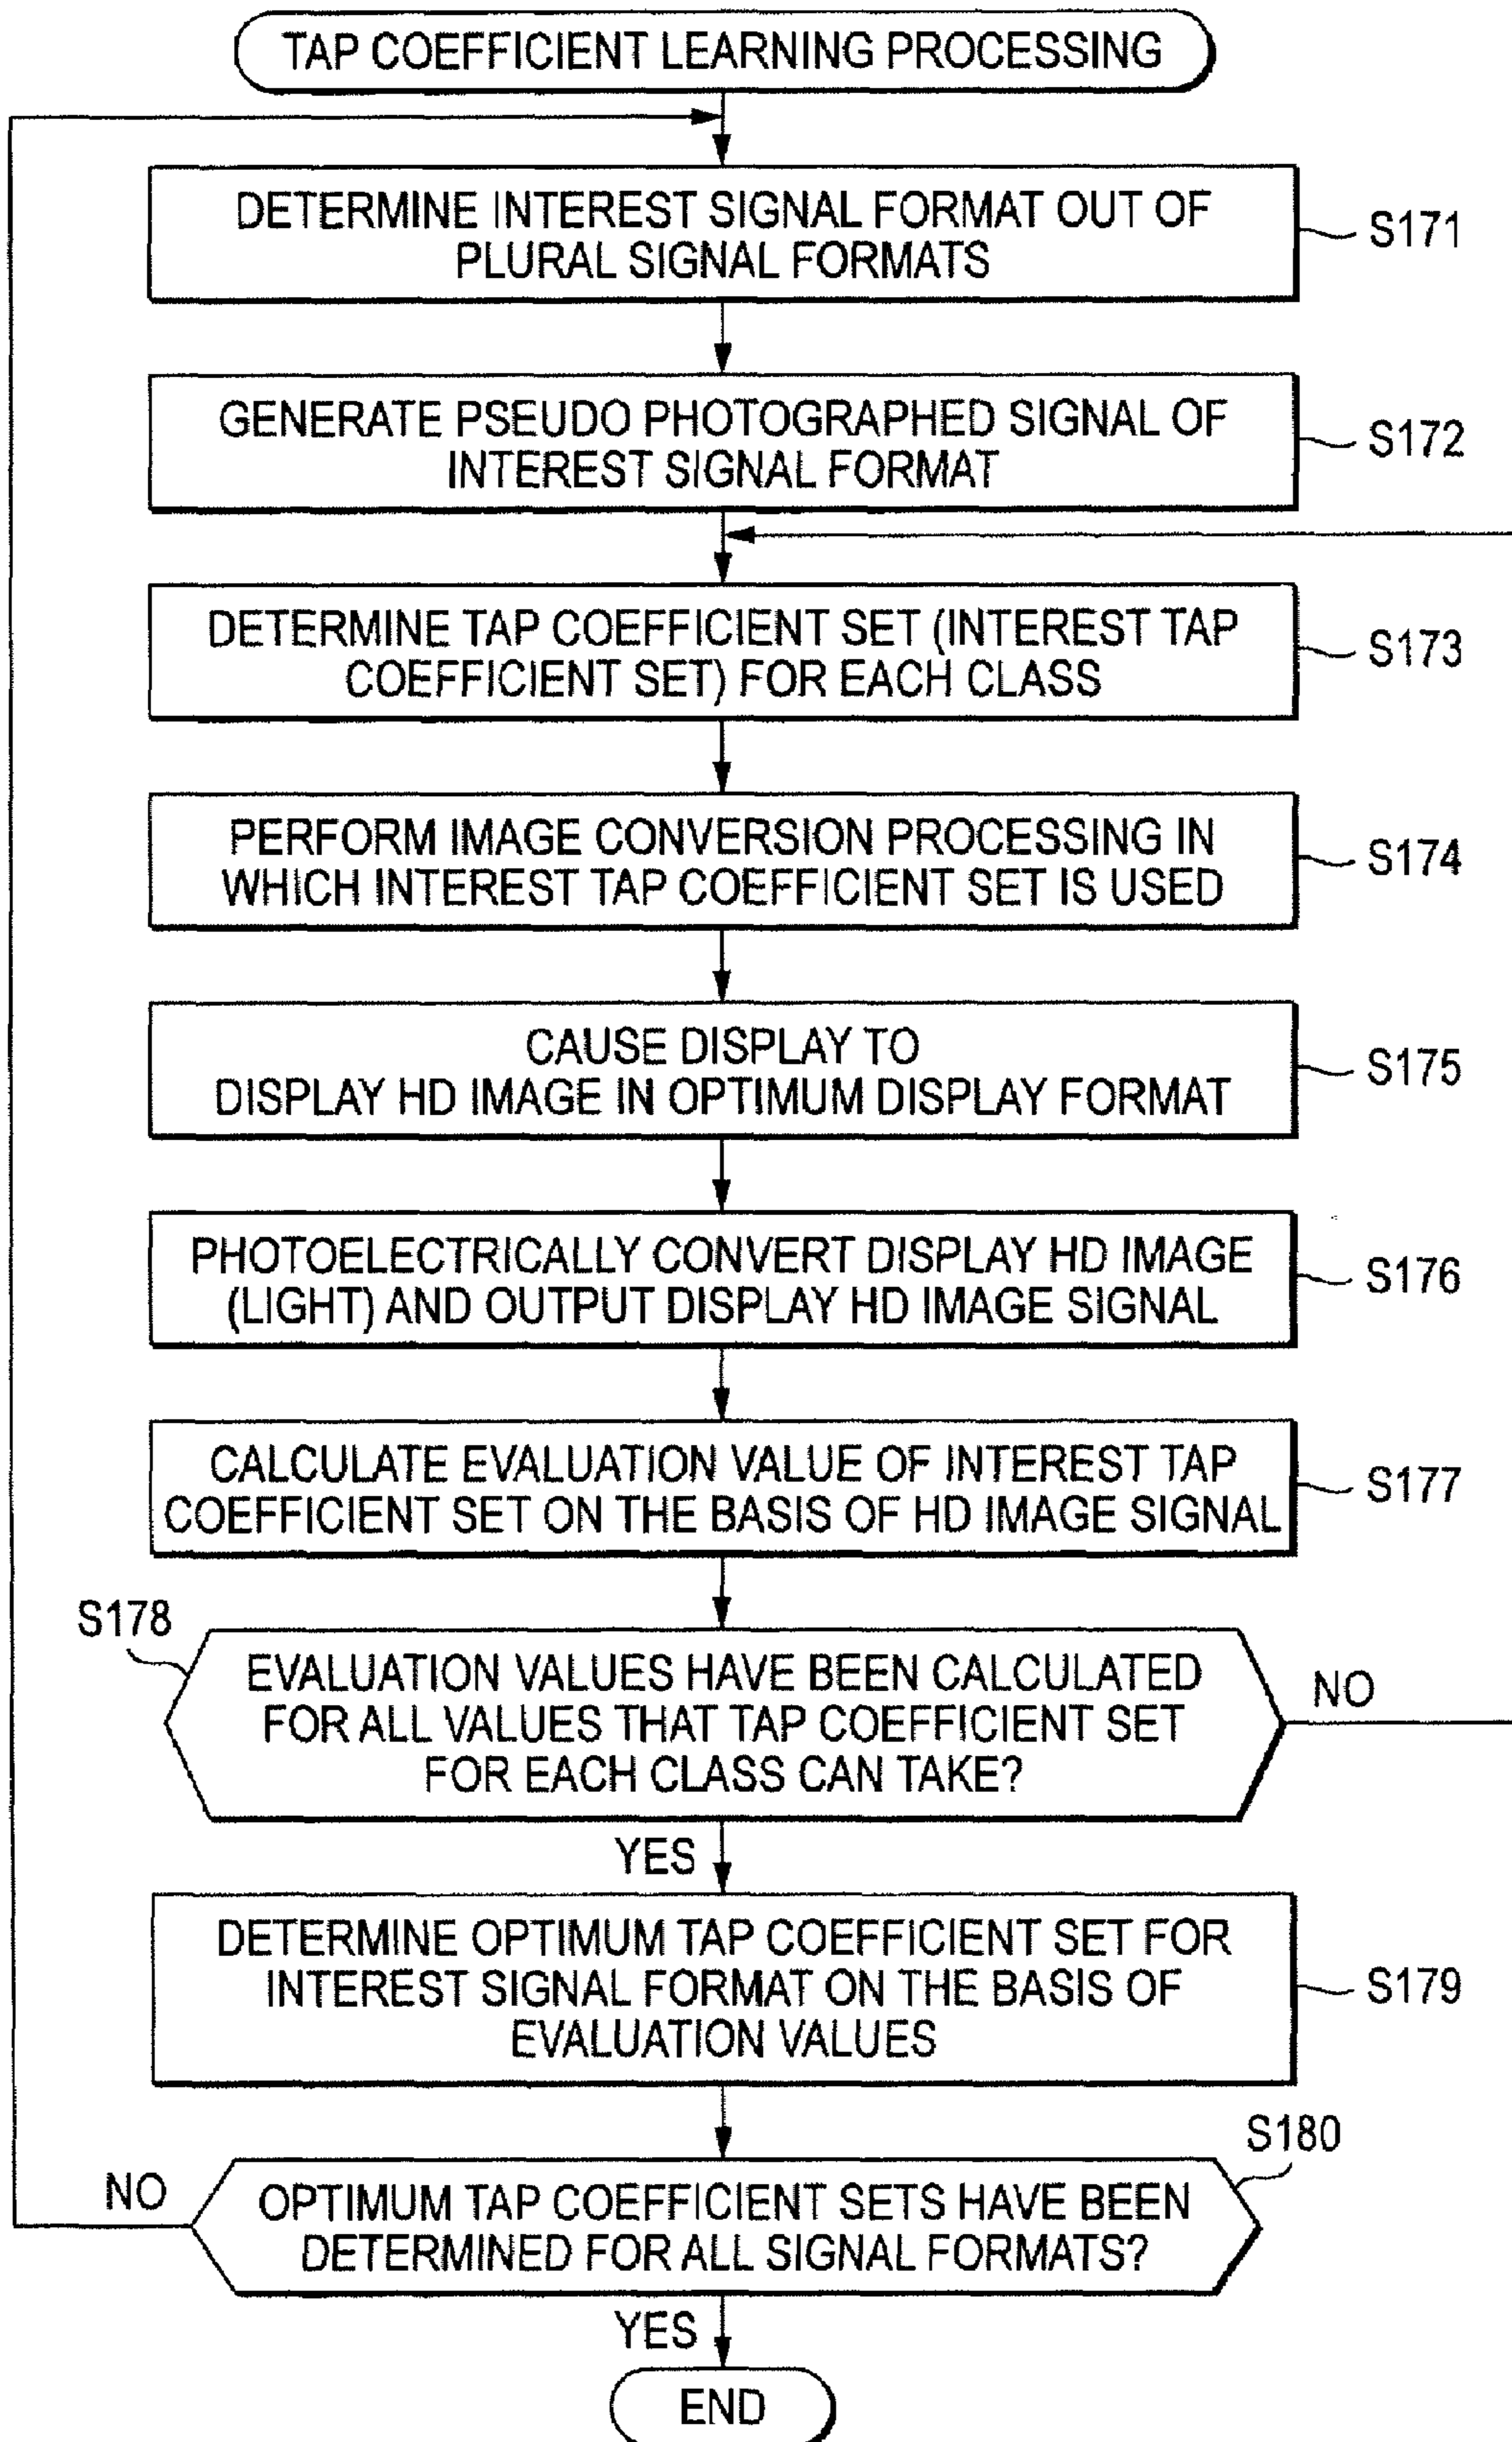 TAP COEFFICIENT LEARNING PROCESSING
DETERMINE INTEREST SIGNAL FORMAT OUT OF
PLURAL SIGNAL FORMATS
S171
GENERATE PSEUDO PHOTOGRAPHED SIGNAL OF
INTEREST SIGNAL FORMAT
S172
DETERMINE TAP COEFFICIENT SET (INTEREST TAP
COEFFICIENT SET) FOR EACH CLASS
S173
PERFORM IMAGE CONVERSION PROCESSING IN
WHICH INTEREST TAP COEFFICIENT SET IS USED
S174
CAUSE DISPLAY TO
DISPLAY HD IMAGE IN OPTIMUM DISPLAY FORMAT
S175
PHOTOELECTRICALLY CONVERT DISPLAY HD IMAGE
(LIGHT) AND OUTPUT DISPLAY HD IMAGE SIGNAL
S176
CALCULATE EVALUATION VALUE OF INTEREST TAP
COEFFICIENT SET ON THE BASIS OF HD IMAGE SIGNAL
S177
S178
EVALUATION VALUES HAVE BEEN CALCULATED
FOR ALL VALUES THAT TAP COEFFICIENT SET
FOR EACH CLASS CAN TAKE?
NO
YES
DETERMINE OPTIMUM TAP COEFFICIENT SET FOR
INTEREST SIGNAL FORMAT ON THE BASIS OF
EVALUATION VALUES
S179
S180
NO
OPTIMUM TAP COEFFICIENT SETS HAVE BEEN
DETERMINED FOR ALL SIGNAL FORMATS?
YES
END